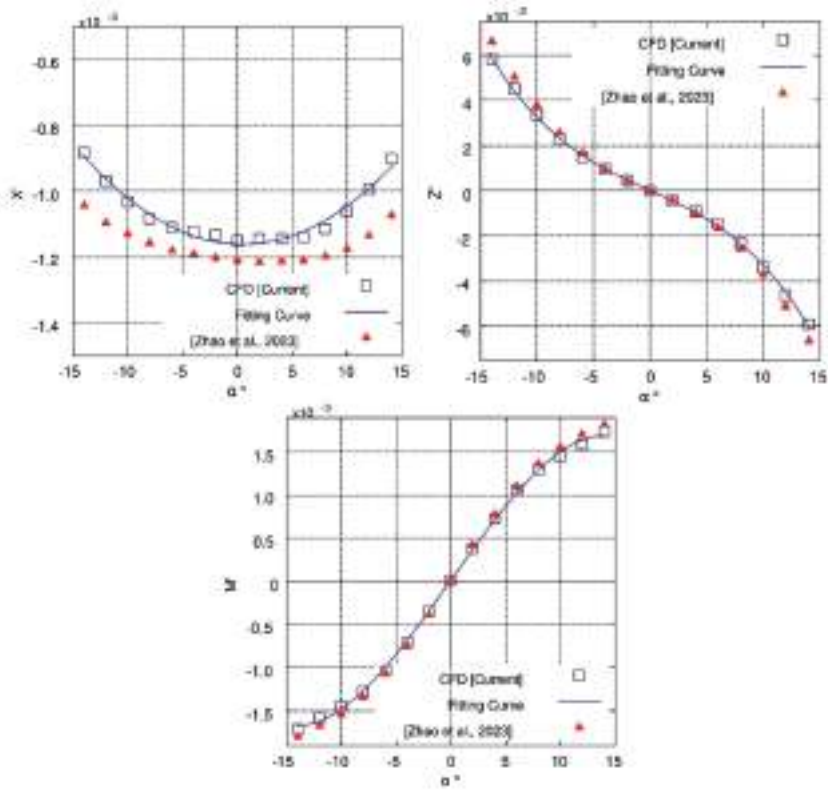 x10 ⁻³
-0.6
-0.8
-1.0
-1.2
-1.4
X'
CFD [Current]
Fitting Curve
[Zhao et al., 2023]
-15 -10 -5 0 5 10 15
α °
6
4
2
0
-2
-4
-6
Z'
CFD [Current]
Fitting Curve
[Zhao et al., 2023]
-15 -10 -5 0 5 10 15
α °
1.5
1.0
0.5
0
-0.5
-1.0
-1.5
M'
CFD [Current]
Fitting Curve
[Zhao et al., 2023]
-15 -10 -5 0 5 10 15
α °